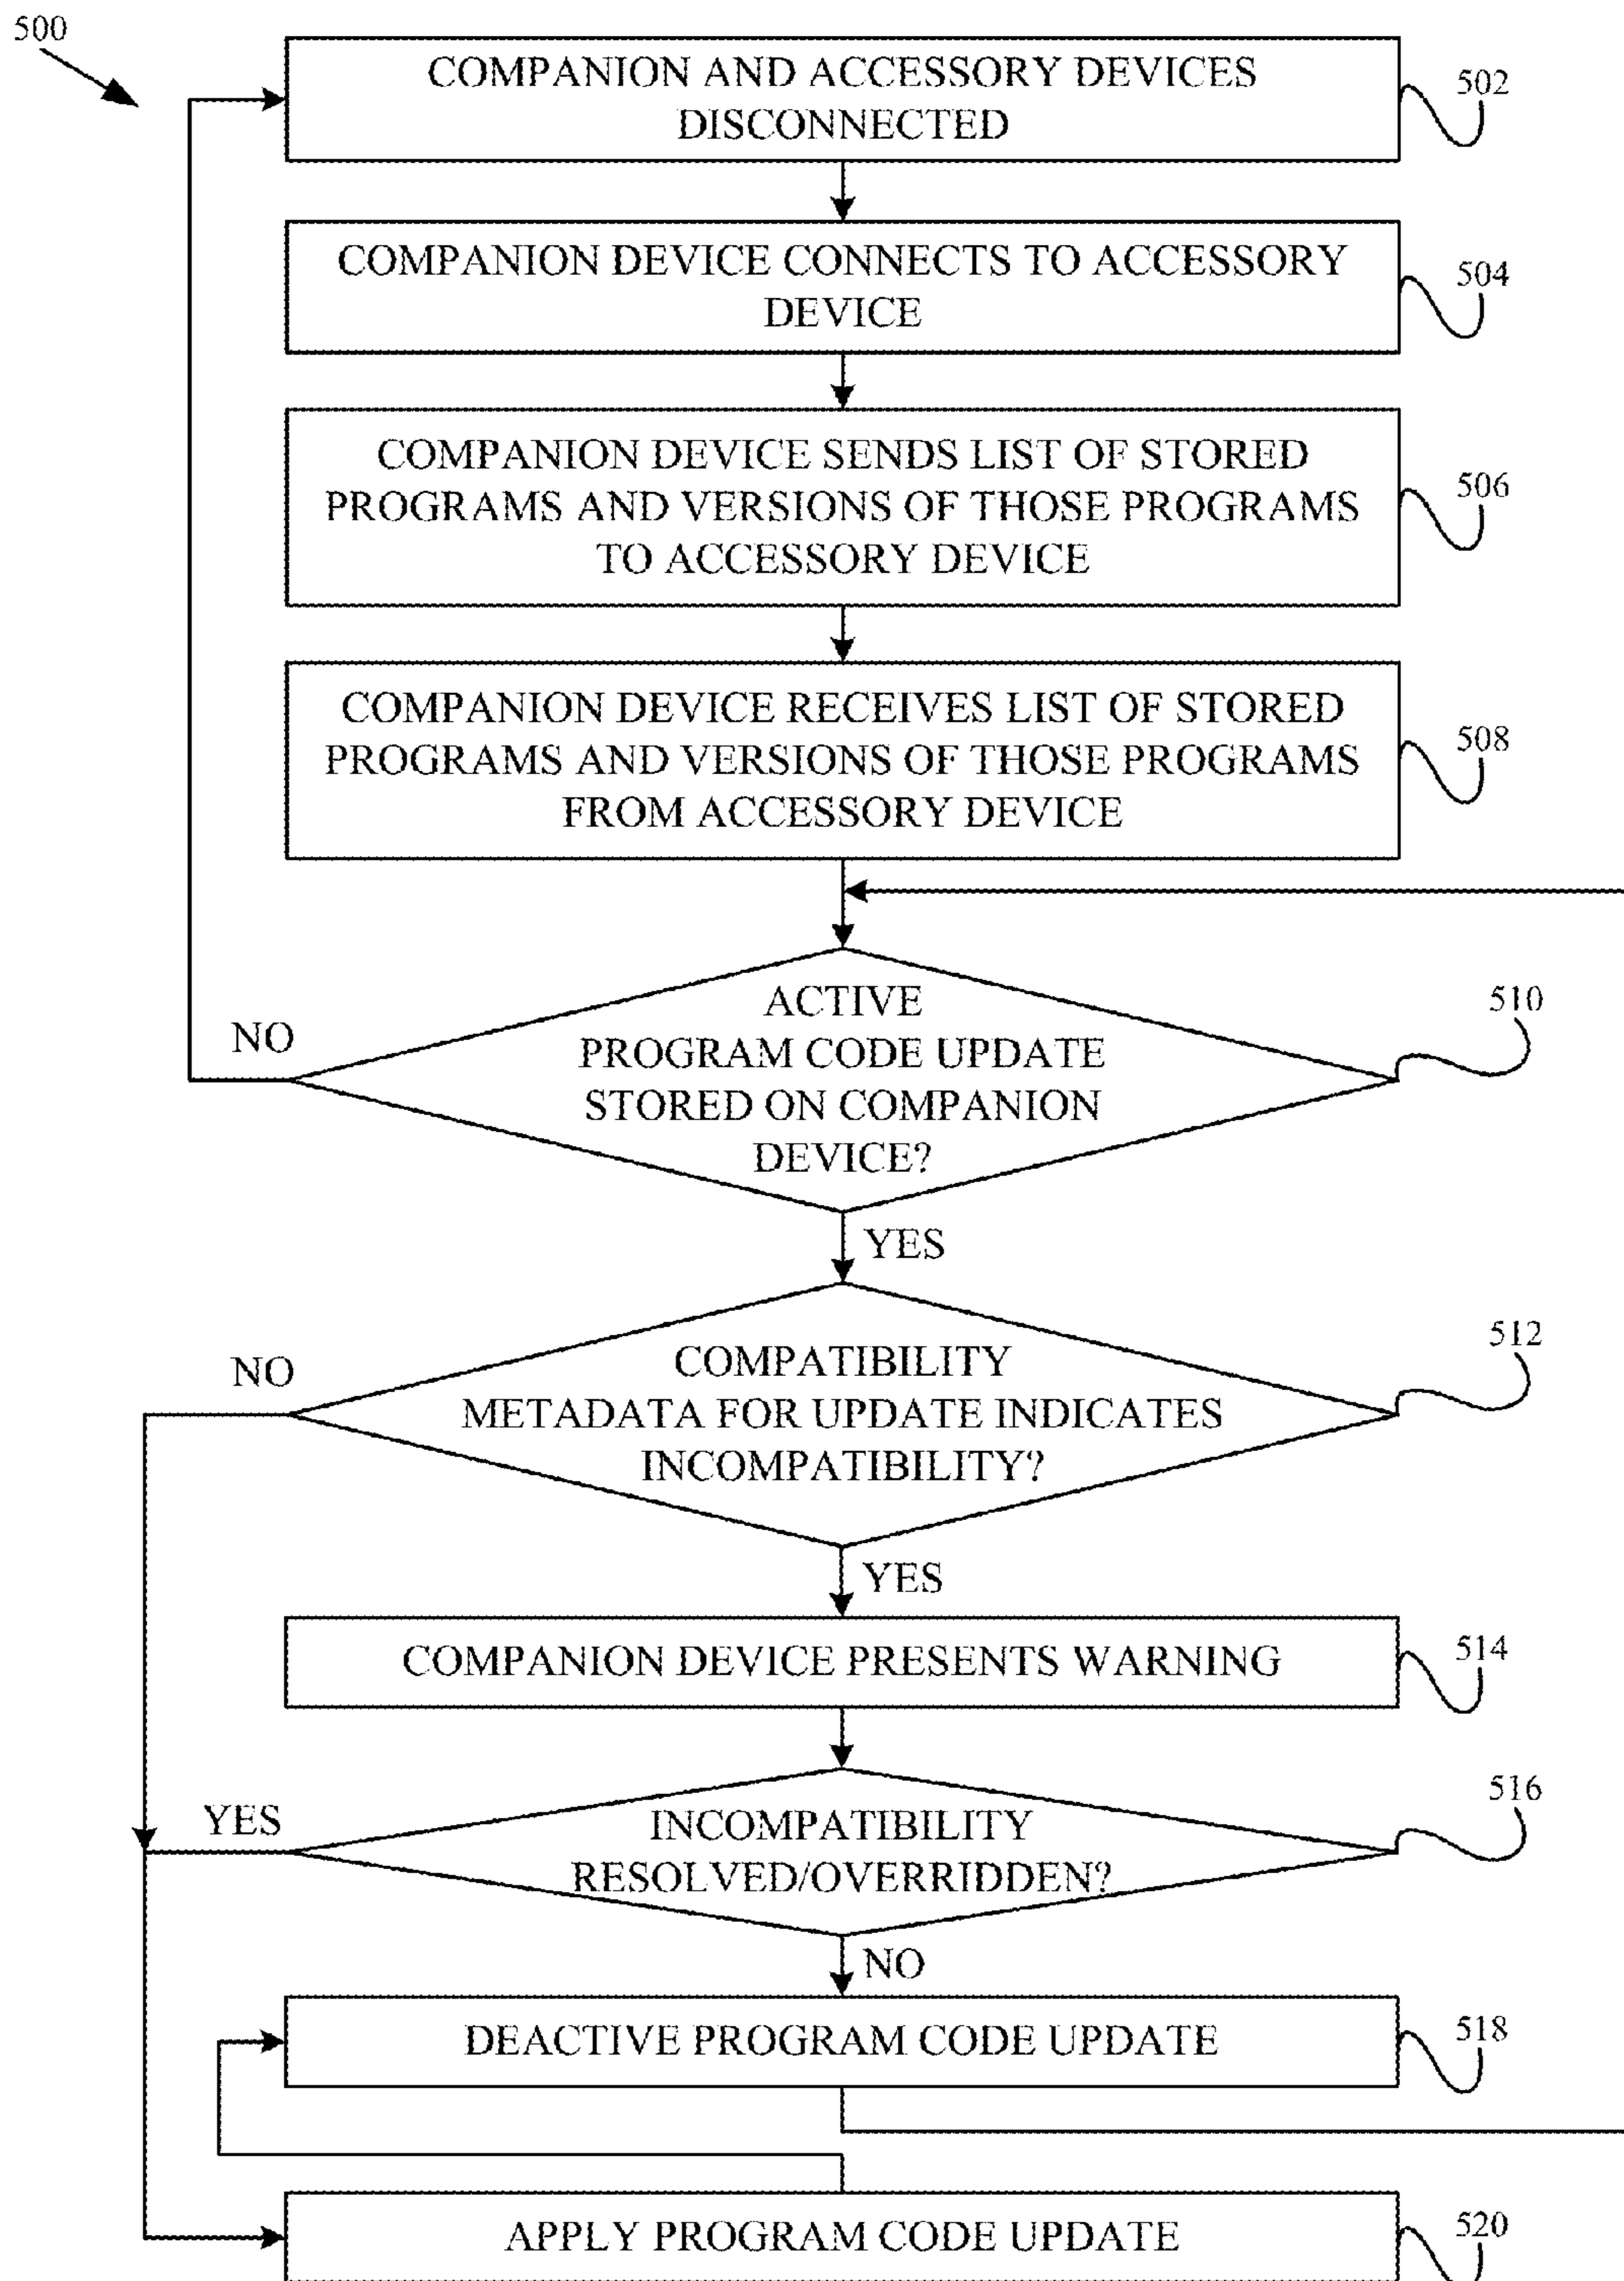 500
COMPANION AND ACCESSORY DEVICES
DISCONNECTED
502
COMPANION DEVICE CONNECTS TO ACCESSORY
DEVICE
504
COMPANION DEVICE SENDS LIST OF STORED
PROGRAMS AND VERSIONS OF THOSE PROGRAMS
TO ACCESSORY DEVICE
506
COMPANION DEVICE RECEIVES LIST OF STORED
PROGRAMS AND VERSIONS OF THOSE PROGRAMS
FROM ACCESSORY DEVICE
508
ACTIVE
PROGRAM CODE UPDATE
STORED ON COMPANION
DEVICE?
510
NO
YES
COMPATIBILITY
METADATA FOR UPDATE INDICATES
INCOMPATIBILITY?
512
NO
YES
COMPANION DEVICE PRESENTS WARNING
514
INCOMPATIBILITY
RESOLVED/OVERRIDDEN?
516
YES
NO
DEACTIVE PROGRAM CODE UPDATE
518
APPLY PROGRAM CODE UPDATE
520